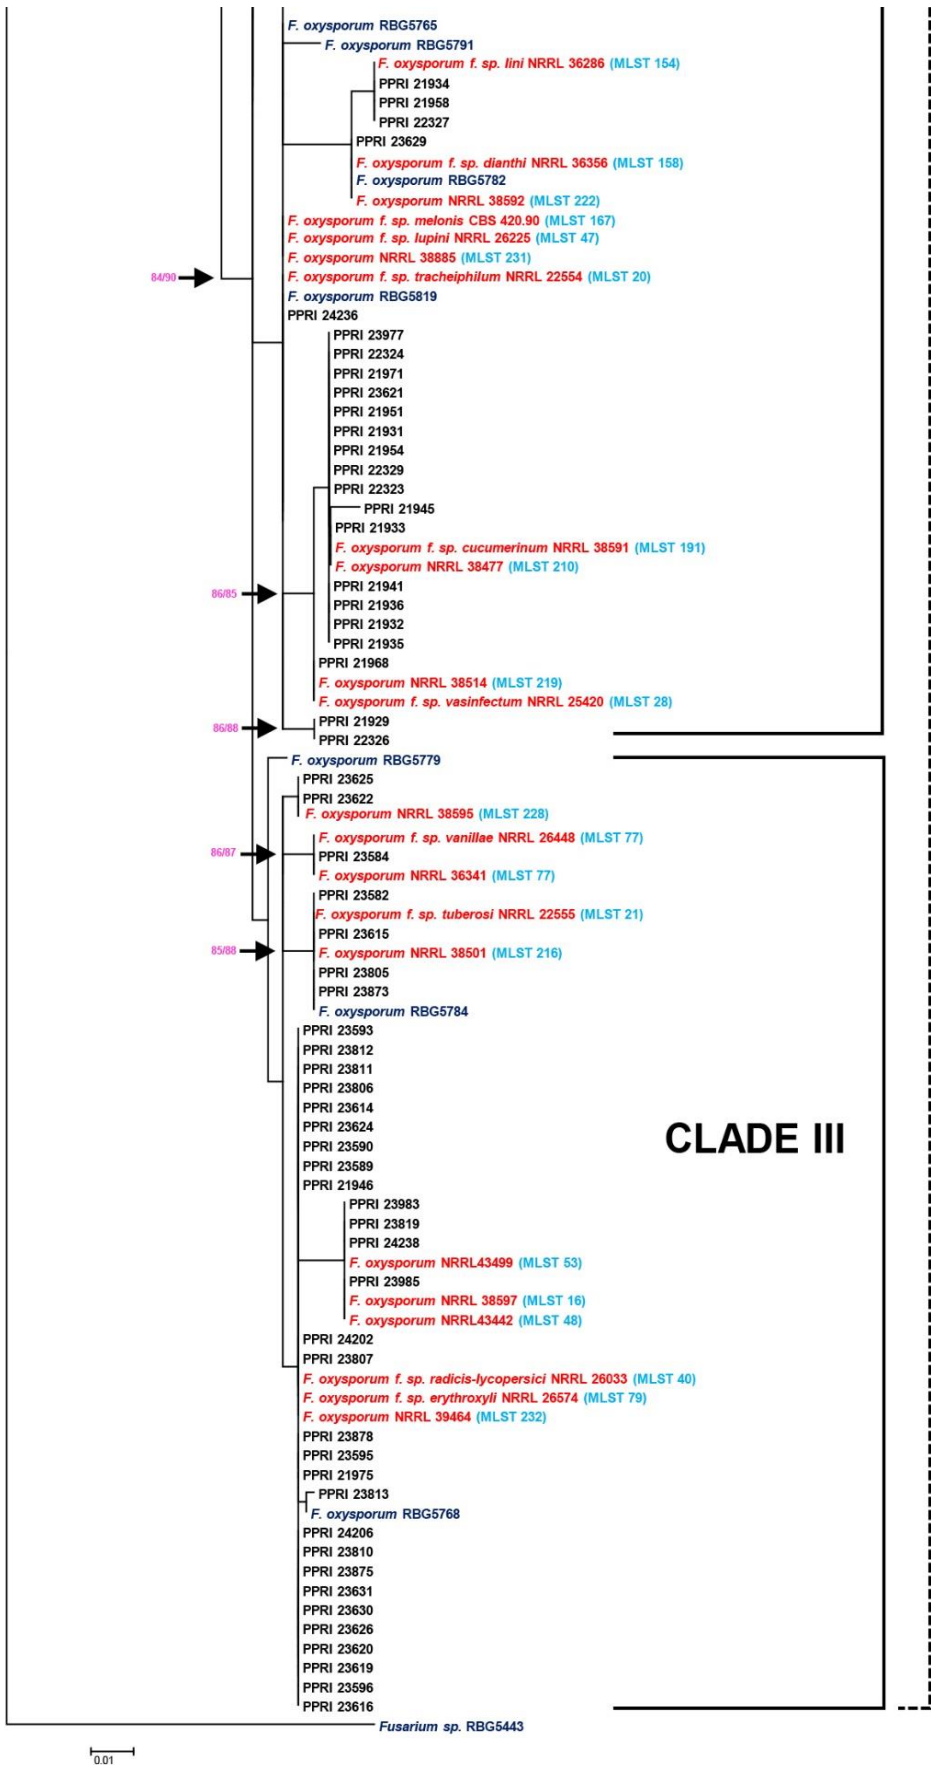 F. oxysporum RBG5765
F. oxysporum RBG5791
F. oxysporum f. sp. lini NRRL 36286 (MLST 154)
PPRI 21934
PPRI 21958
PPRI 22327
PPRI 23629
F. oxysporum f. sp. dianthi NRRL 36356 (MLST 158)
F. oxysporum RBG5782
F. oxysporum NRRL 38592 (MLST 222)
F. oxysporum f. sp. melonis CBS 420.90 (MLST 167)
F. oxysporum f. sp. lupini NRRL 26225 (MLST 47)
F. oxysporum NRRL 38885 (MLST 231)
84/90
F. oxysporum f. sp. tracheiphilum NRRL 22554 (MLST 20)
F. oxysporum RBG5819
PPRI 24236
PPRI 23977
PPRI 22324
PPRI 21971
PPRI 23621
PPRI 21951
PPRI 21931
PPRI 21954
PPRI 22329
PPRI 22323
PPRI 21945
PPRI 21933
F. oxysporum f. sp. cucumerinum NRRL 38591 (MLST 191)
F. oxysporum NRRL 38477 (MLST 210)
PPRI 21941
86/85
PPRI 21936
PPRI 21932
PPRI 21935
PPRI 21968
F. oxysporum NRRL 38514 (MLST 219)
F. oxysporum f. sp. vasinfectum NRRL 25420 (MLST 28)
PPRI 21929
86/88
PPRI 22326
F. oxysporum RBG5779
PPRI 23625
PPRI 23622
F. oxysporum NRRL 38595 (MLST 228)
F. oxysporum f. sp. vanillae NRRL 26448 (MLST 77)
86/87
PPRI 23584
F. oxysporum NRRL 36341 (MLST 77)
PPRI 23582
F. oxysporum f. sp. tuberosi NRRL 22555 (MLST 21)
PPRI 23615
85/88
F. oxysporum NRRL 38501 (MLST 216)
PPRI 23805
PPRI 23873
F. oxysporum RBG5784
PPRI 23593
PPRI 23812
PPRI 23811
PPRI 23806
PPRI 23614
PPRI 23624
CLADE III
PPRI 23590
PPRI 23589
PPRI 21946
PPRI 23983
PPRI 23819
PPRI 24238
F. oxysporum NRRL43499 (MLST 53)
PPRI 23985
F. oxysporum NRRL 38597 (MLST 16)
F. oxysporum NRRL43442 (MLST 48)
PPRI 24202
PPRI 23807
F. oxysporum f. sp. radicis-lycopersici NRRL 26033 (MLST 40)
F. oxysporum f. sp. erythroxyli NRRL 26574 (MLST 79)
F. oxysporum NRRL 39464 (MLST 232)
PPRI 23878
PPRI 23595
PPRI 21975
PPRI 23813
F. oxysporum RBG5768
PPRI 24206
PPRI 23810
PPRI 23875
PPRI 23631
PPRI 23630
PPRI 23626
PPRI 23620
PPRI 23619
PPRI 23596
PPRI 23616
Fusarium sp. RBG5443
0.01